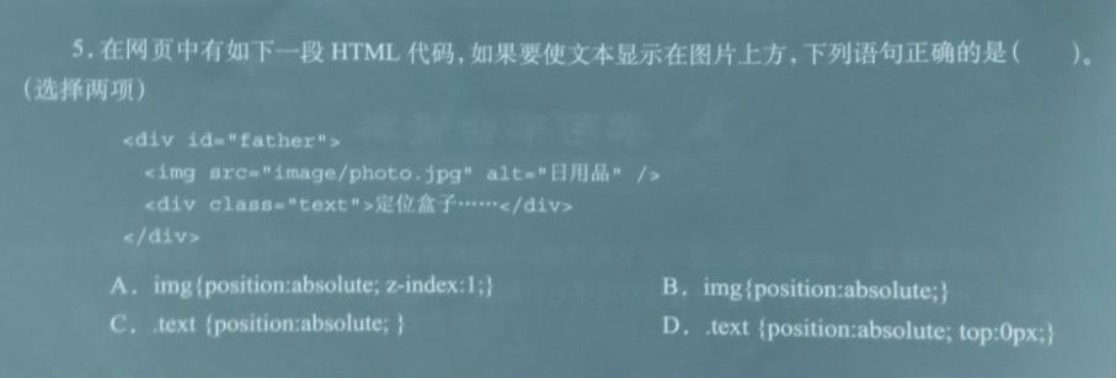 5.在网页中有如下一段 HTML 代码,如果要使文本显示在图片上方,下列语句正确的是(　　)。
(选择两项)
<div id="father">
<img src="image/photo.jpg" alt="日用品" />
<div class="text">定位盒子……</div>
</div>
A. img{position:absolute; z-index:1;} B. img{position:absolute;}
C. .text {position:absolute; } D. .text {position:absolute; top:0px;}